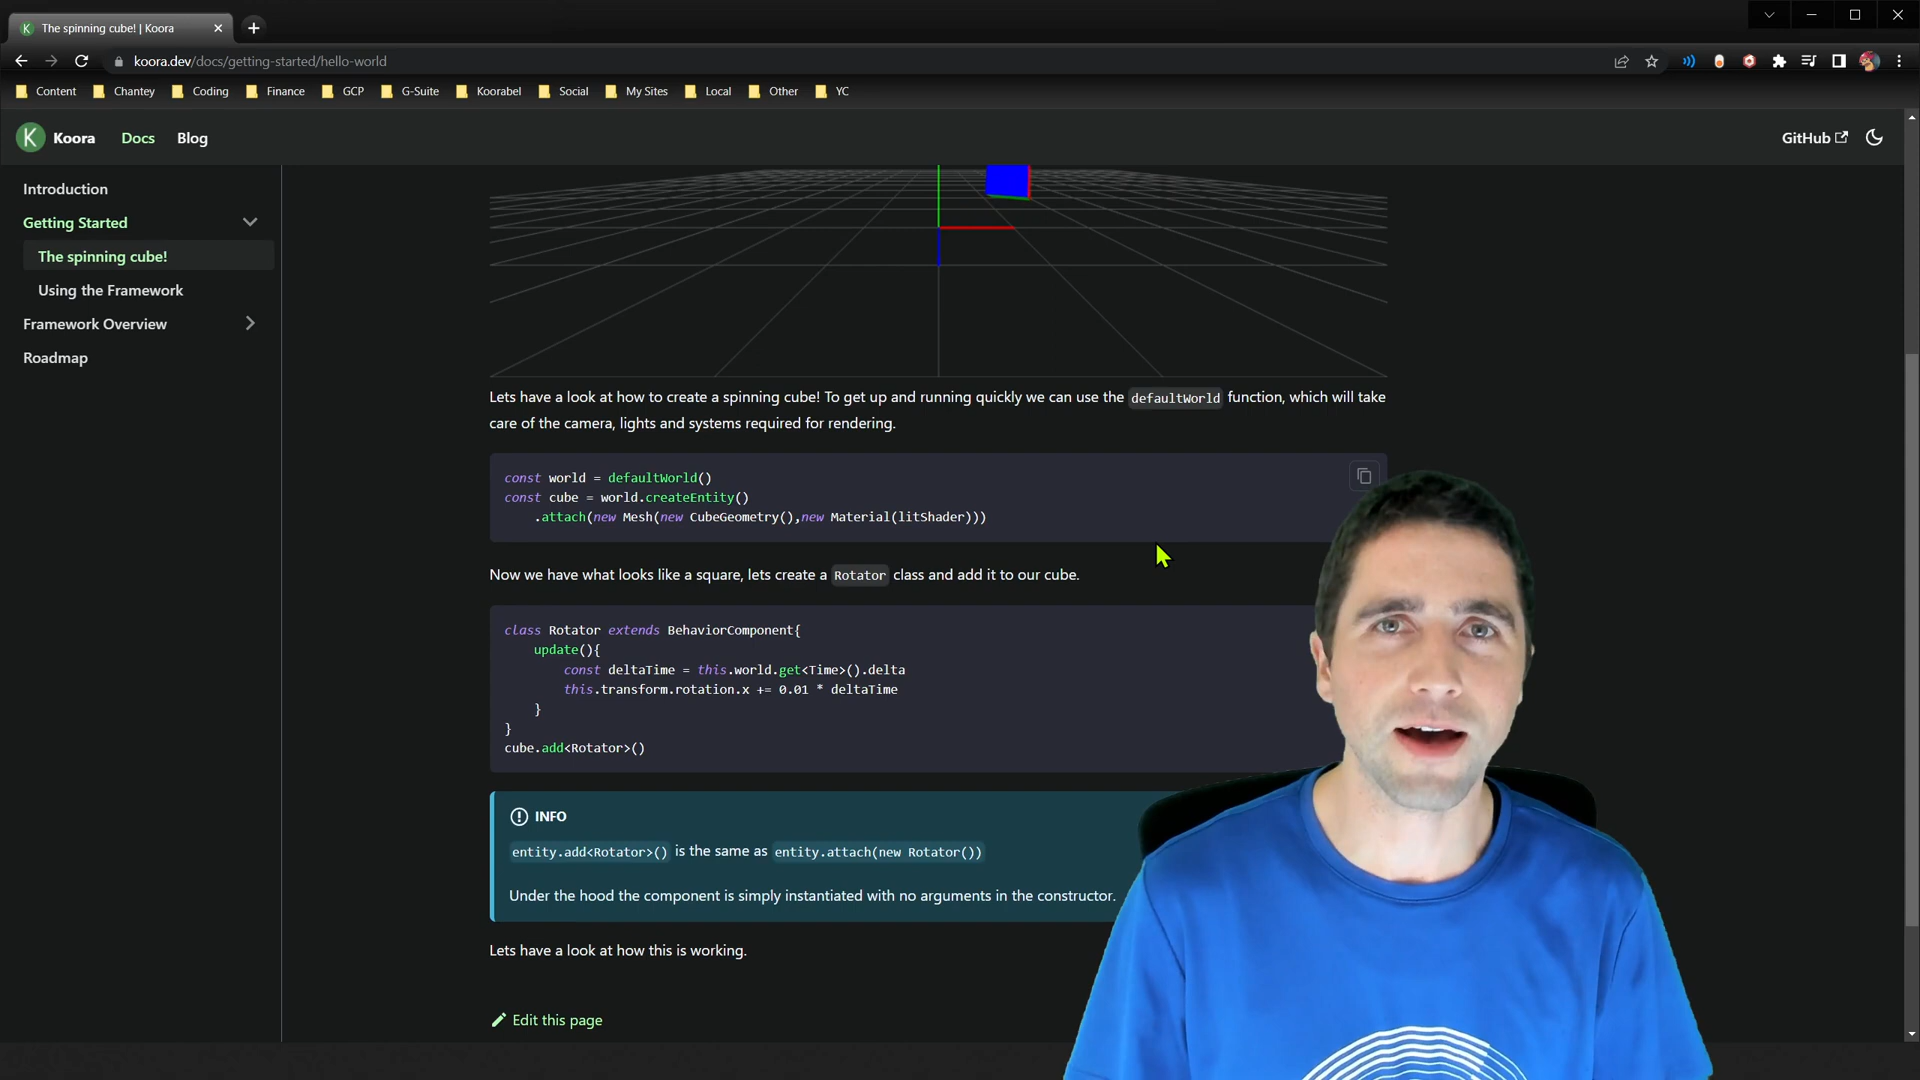 The spinning cube! | Koora
koora.dev/docs/getting-started/hello-world
Content Chantey Coding Finance GCP G-Suite Koorabel Social My Sites Local Other YC
K Koora Docs Blog GitHub
Introduction
Getting Started
The spinning cube!
Using the Framework
Framework Overview
Roadmap
Lets have a look at how to create a spinning cube! To get up and running quickly we can use the defaultWorld function, which will take
care of the camera, lights and systems required for rendering.
const world = defaultWorld()
const cube = world.createEntity()
.attach(new Mesh(new CubeGeometry(),new Material(litShader)))
Now we have what looks like a square, lets create a Rotator class and add it to our cube.
class Rotator extends BehaviorComponent{
update(){
const deltaTime = this.world.get<Time>().delta
this.transform.rotation.x += 0.01 * deltaTime
}
}
cube.add<Rotator>()
INFO
entity.add<Rotator>() is the same as entity.attach(new Rotator())
Under the hood the component is simply instantiated with no arguments in the constructor.
Lets have a look at how this is working.
Edit this page